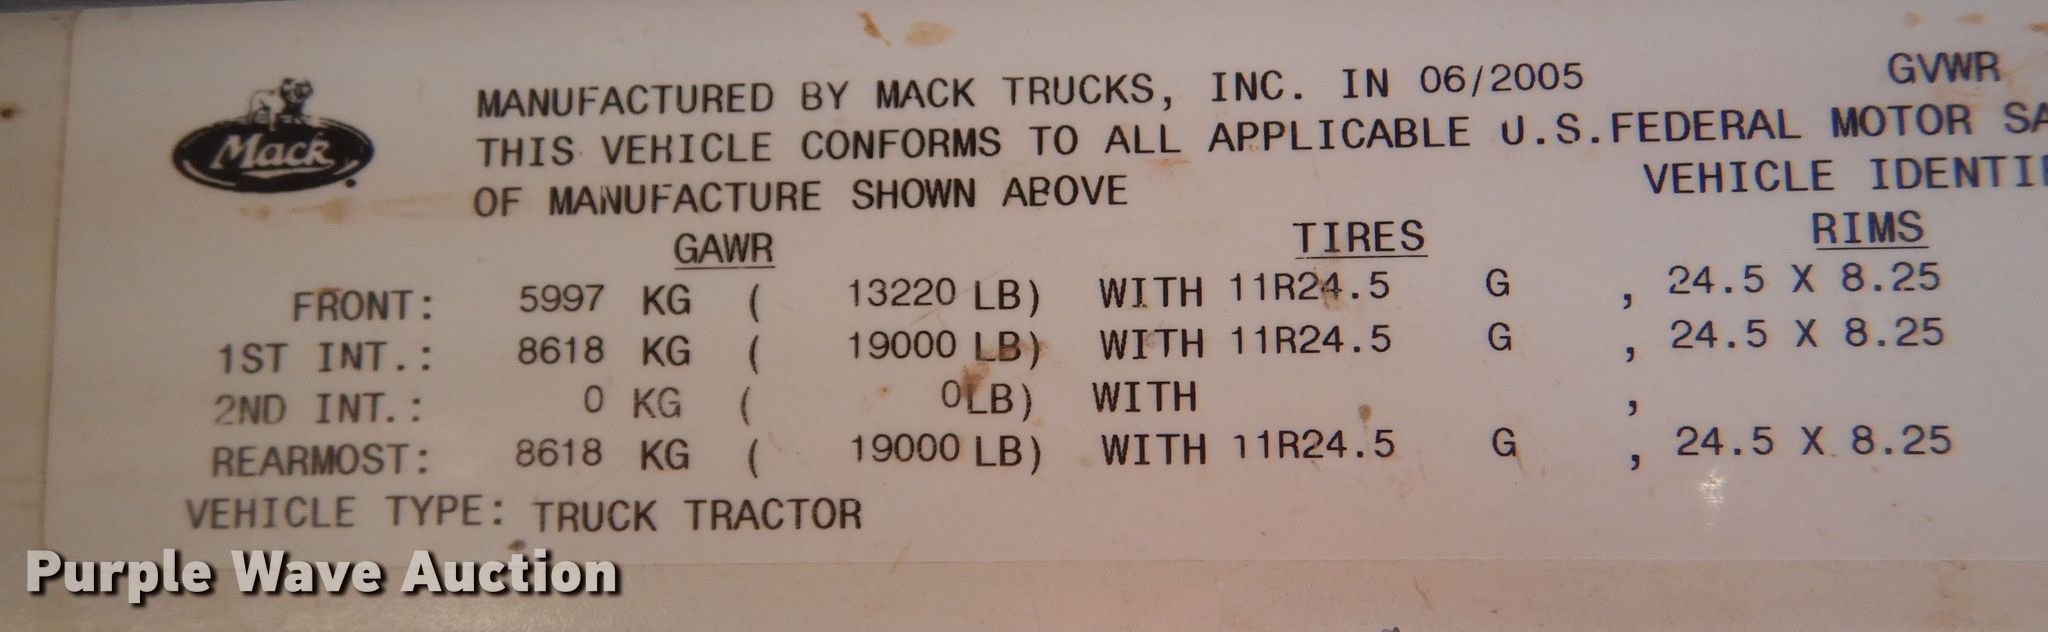 Mack
MANUFACTURED BY MACK TRUCKS, INC. IN 06/2005 GVWR
THIS VEHICLE CONFORMS TO ALL APPLICABLE U.S.FEDERAL MOTOR
OF MANUFACTURE SHOWN ABOVE VEHICLE
GAWR TIRES RIMS
FRONT: 5997 KG ( 13220 LB) WITH 11R24.5 G , 24.5 X 8.25
1ST INT.: 8618 KG ( 19000 LB) WITH 11R24.5 G , 24.5 X 8.25
2ND INT.: 0 KG ( 0LB) WITH ,
REARMOST: 8618 KG ( 19000 LB) WITH 11R24.5 G , 24.5 X 8.25
VEHICLE TYPE: TRUCK TRACTOR
Purple Wave Auction